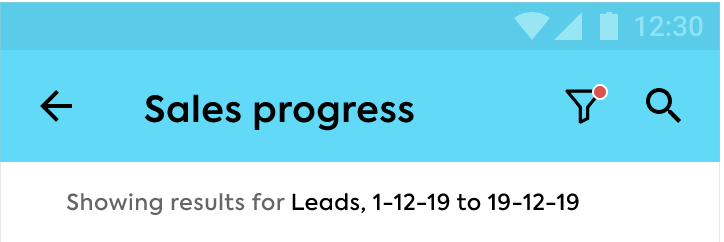 12:30
Sales progress
Showing results for Leads, 1-12-19 to 19-12-19